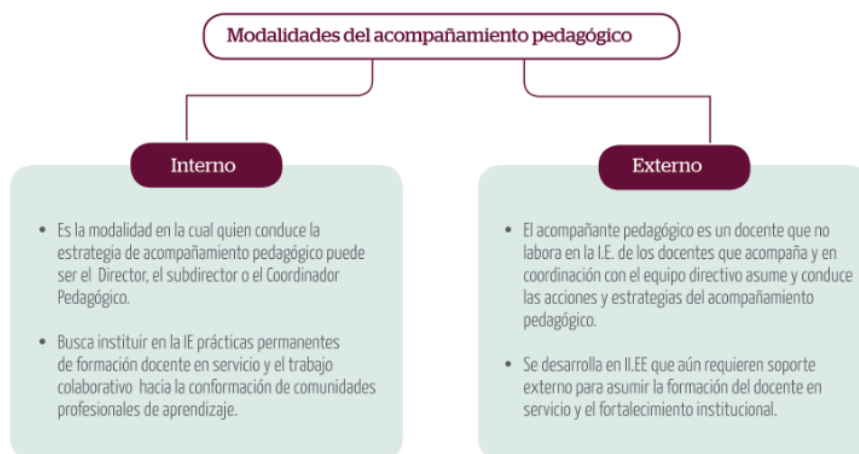 Modalidades del acompañamiento pedagógico
Interno
• Es la modalidad en la cual quien conduce la
estrategia de acompañamiento pedagógico puede
ser el Director, el subdirector o el Coordinador
Pedagógico.
• Busca instituir en la IE prácticas permanentes
de formación docente en servicio y el trabajo
colaborativo hacia la conformación de comunidades
profesionales de aprendizaje.
Externo
• El acompañante pedagógico es un docente que no
labora en la I.E. de los docentes que acompaña y en
coordinación con el equipo directivo asume y conduce
las acciones y estrategias del acompañamiento
pedagógico.
• Se desarrolla en II.EE que aún requieren soporte
externo para asumir la formación del docente en
servicio y el fortalecimiento institucional.